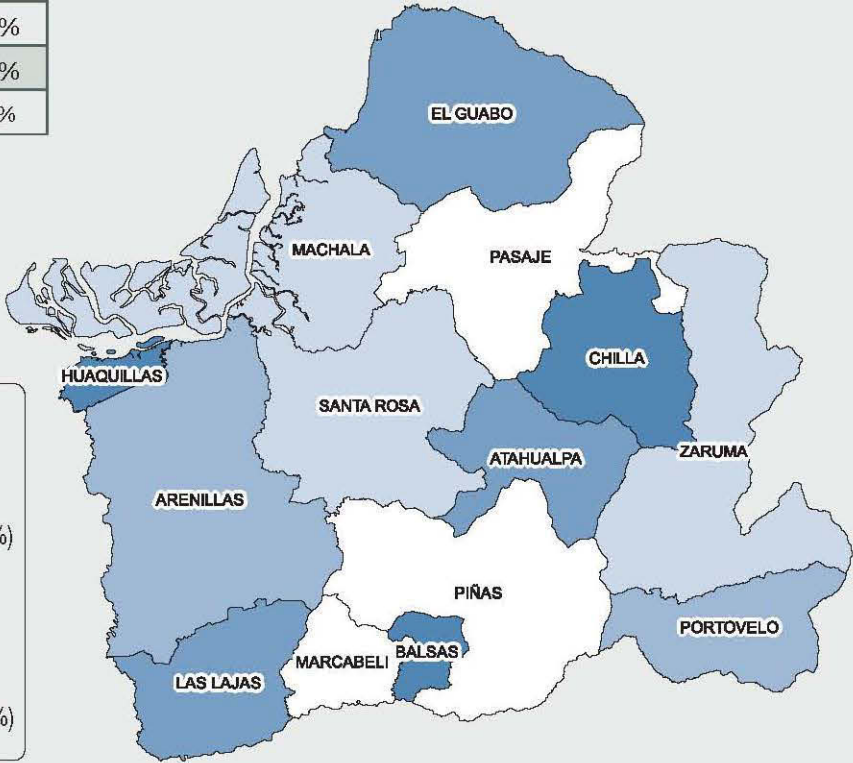 %
%
%
EL GUABO
MACHALA
PASAJE
CHILLA
HUAQUILLAS
SANTA ROSA
ZARUMA
ATAHUALPA
ARENILLAS
%)
PIÑAS
PORTOVELO
BALSAS
MARCABELI
LAS LAJAS
%)